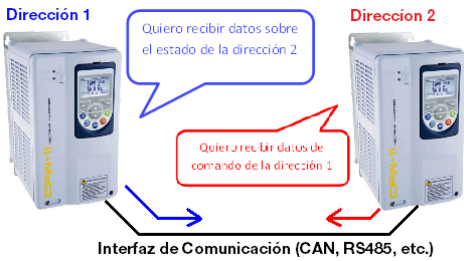 Dirección 1
Direccíon 2
Quiero recibir datos sobre
el estado de la dirección 2
Quiero recibir datos de
comando de la dirección 1
CFW-11
CFW-11
Interfaz de Comunicación (CAN, RS485, etc.)